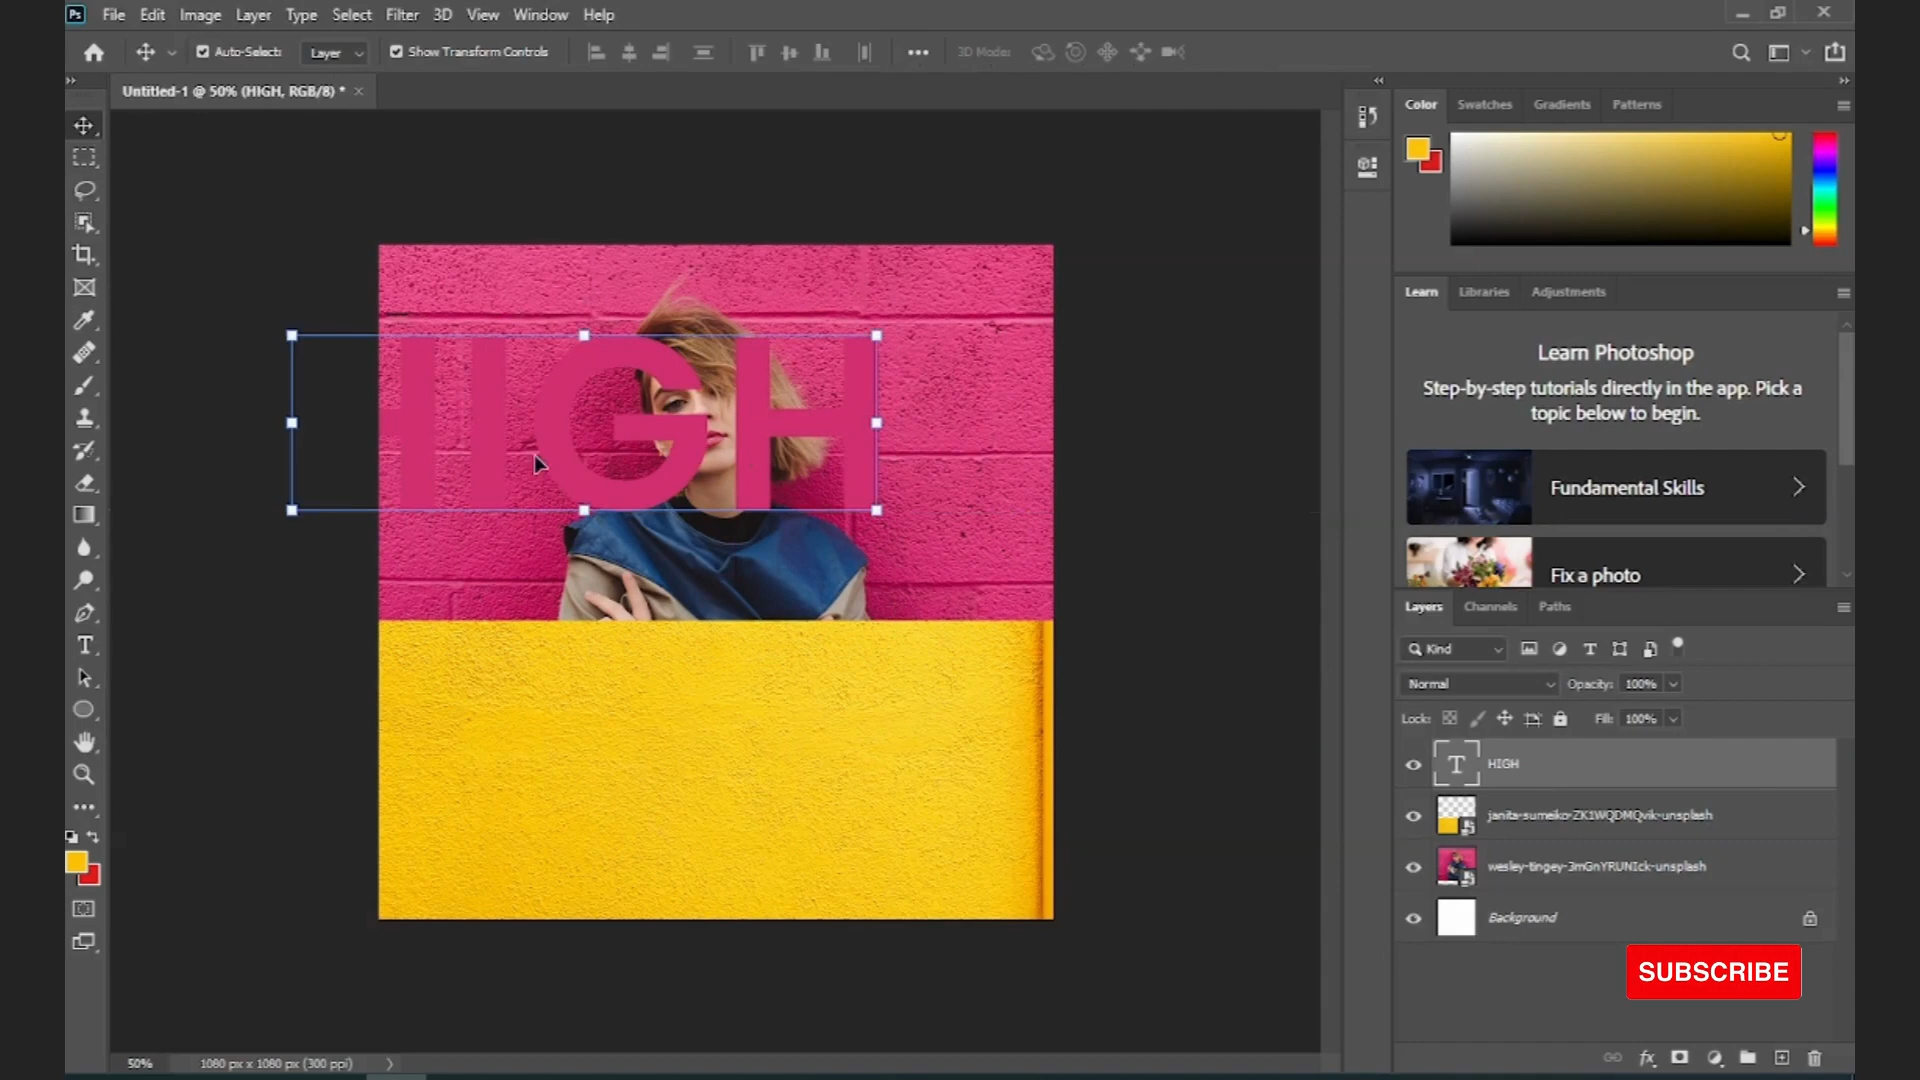 Ps File Edit Image Layer Type Select Filter 3D View Window Help
Auto-Select: Layer Show Transform Controls 3D Mode:
Untitled-1 @ 50% (HIGH, RGB/8) *
Color Swatches Gradients Patterns
Learn Libraries Adjustments
Learn Photoshop
Step-by-step tutorials directly in the app. Pick a
topic below to begin.
HIGH
Fundamental Skills
Fix a photo
Layers Channels Paths
Kind
Normal Opacity: 100%
Lock: Fill: 100%
HIGH
janita-sumeiko-ZK1WQDMQvik-unsplash
wesley-tingey-3mGnYRUNIck-unsplash
Background
SUBSCRIBE
50% 1080 px x 1080 px (300 ppi)